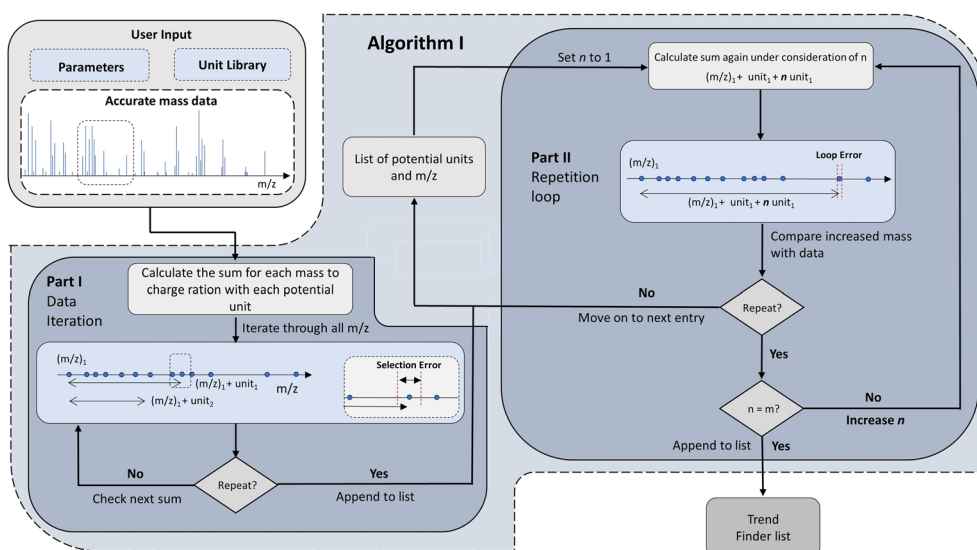 User Input
Parameters
Unit Library
Accurate mass data
m/z
Algorithm I
Part I
Data
Iteration
Calculate the sum for each mass to
charge ration with each potential
unit
Iterate through all m/z
(m/z)₁
(m/z)₁ + unit₁
m/z
(m/z)₁ + unit₂
Selection Error
Repeat?
No
Check next sum
Yes
Append to list
List of potential units
and m/z
Set n to 1
Part II
Repetition
loop
Calculate sum again under consideration of n
(m/z)₁ + unit₁ + n unit₁
Loop Error
(m/z)₁
(m/z)₁ + unit₁ + n unit₁
Compare increased mass
with data
Repeat?
No
Move on to next entry
Yes
n = m?
No
Increase n
Append to list
Yes
Trend
Finder list